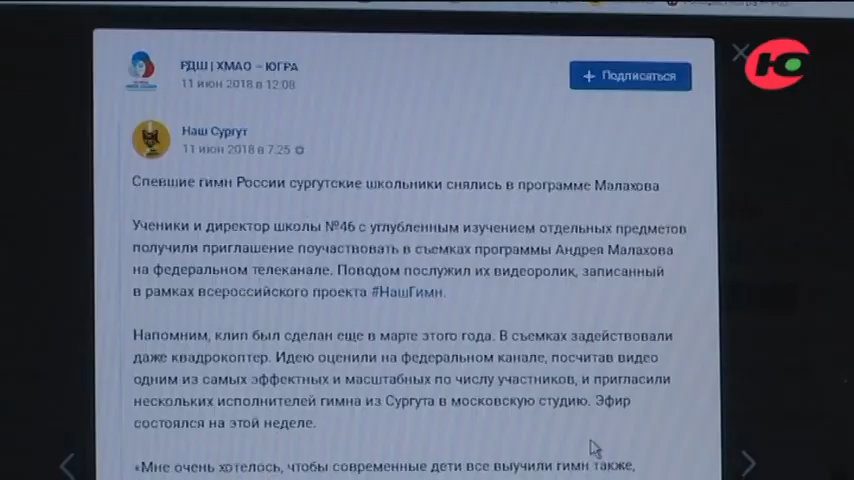 РДШ | ХМАО – ЮГРА
11 июн 2018 в 12:08
+ Подписаться
Ю
Наш Сургут
11 июн 2018 в 7:25
Спевшие гимн России сургутские школьники снялись в программе Малахова
Ученики и директор школы №46 с углубленным изучением отдельных предметов
получили приглашение поучаствовать в съемках программы Андрея Малахова
на федеральном телеканале. Поводом послужил их видеоролик, записанный
в рамках всероссийского проекта #НашГимн.
Напомним, клип был сделан еще в марте этого года. В съемках задействовали
даже квадрокоптер. Идею оценили на федеральном канале, посчитав видео
одним из самых эффектных и масштабных по числу участников, и пригласили
нескольких исполнителей гимна из Сургута в московскую студию. Эфир
состоялся на этой неделе.
«Мне очень хотелось, чтобы современные дети все выучили гимн также,